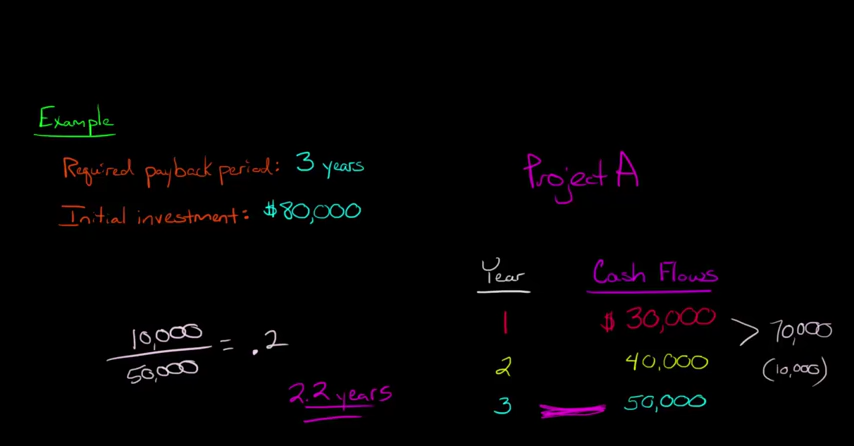 Example
Required payback period: 3 years
Initial investment: $80,000
Project A
Year Cash Flows
1 $30,000
2 40,000
3 50,000
> 70,000
(10,000)
10,000
50,000
= .2
2.2 years